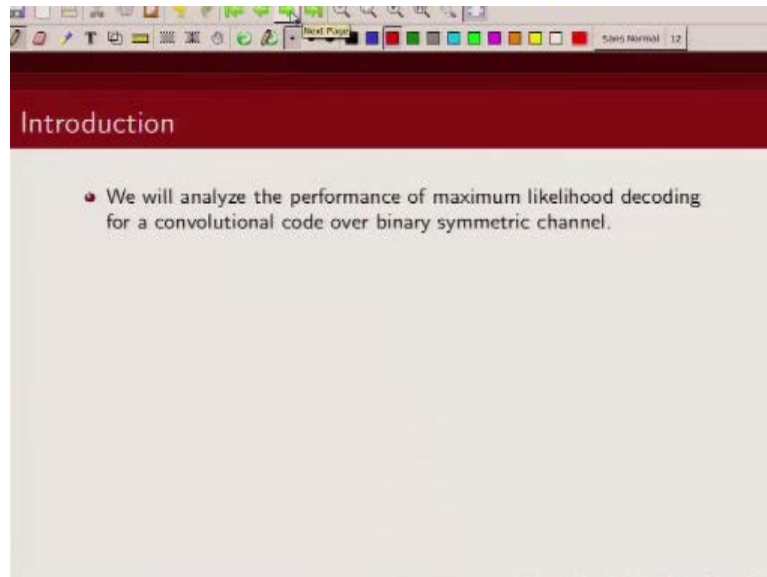 T
Next Page
Sans Normal 12
Introduction
We will analyze the performance of maximum likelihood decoding
for a convolutional code over binary symmetric channel.